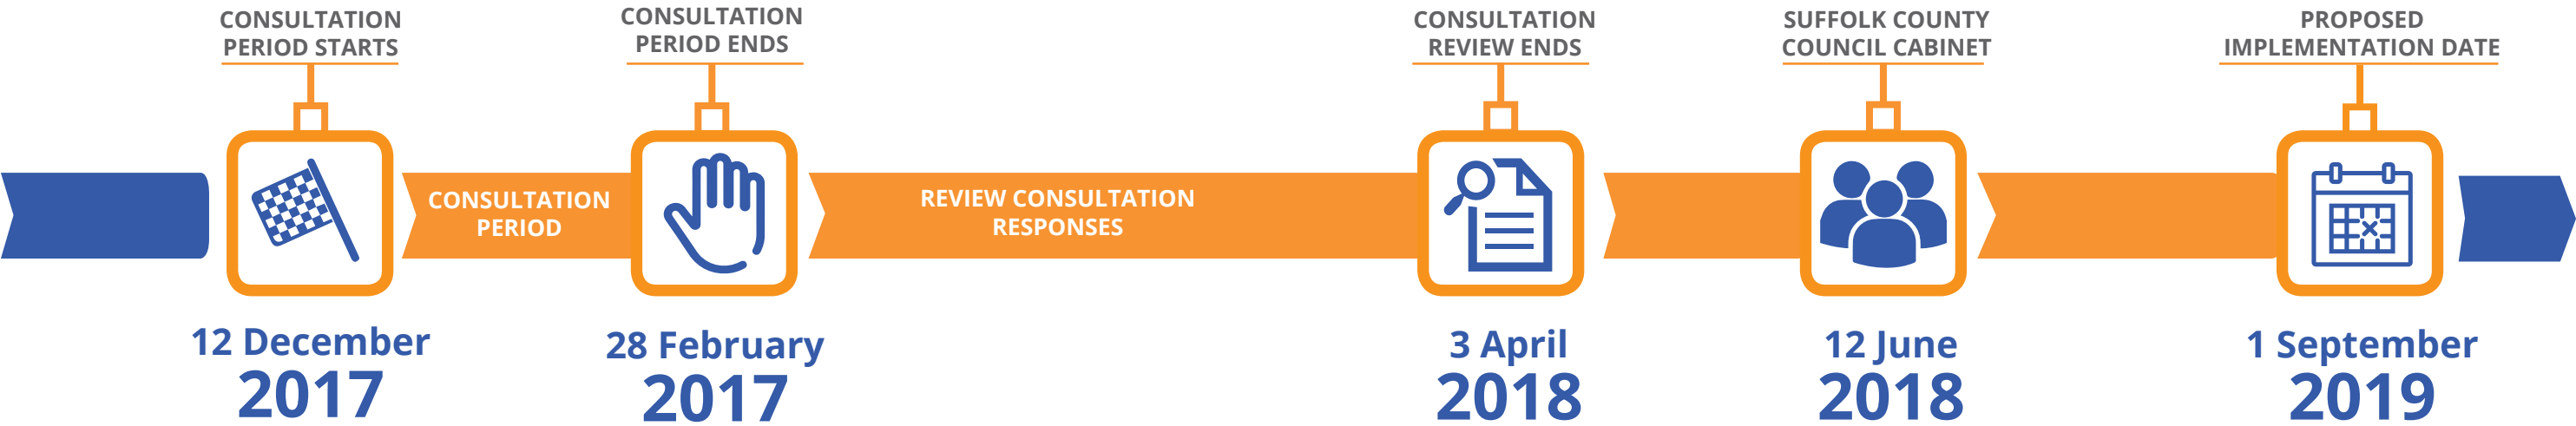 CONSULTATION
PERIOD STARTS
CONSULTATION
PERIOD ENDS
CONSULTATION
REVIEW ENDS
SUFFOLK COUNTY
COUNCIL CABINET
PROPOSED
IMPLEMENTATION DATE
CONSULTATION
PERIOD
REVIEW CONSULTATION
RESPONSES
12 December
2017
28 February
2017
3 April
2018
12 June
2018
1 September
2019